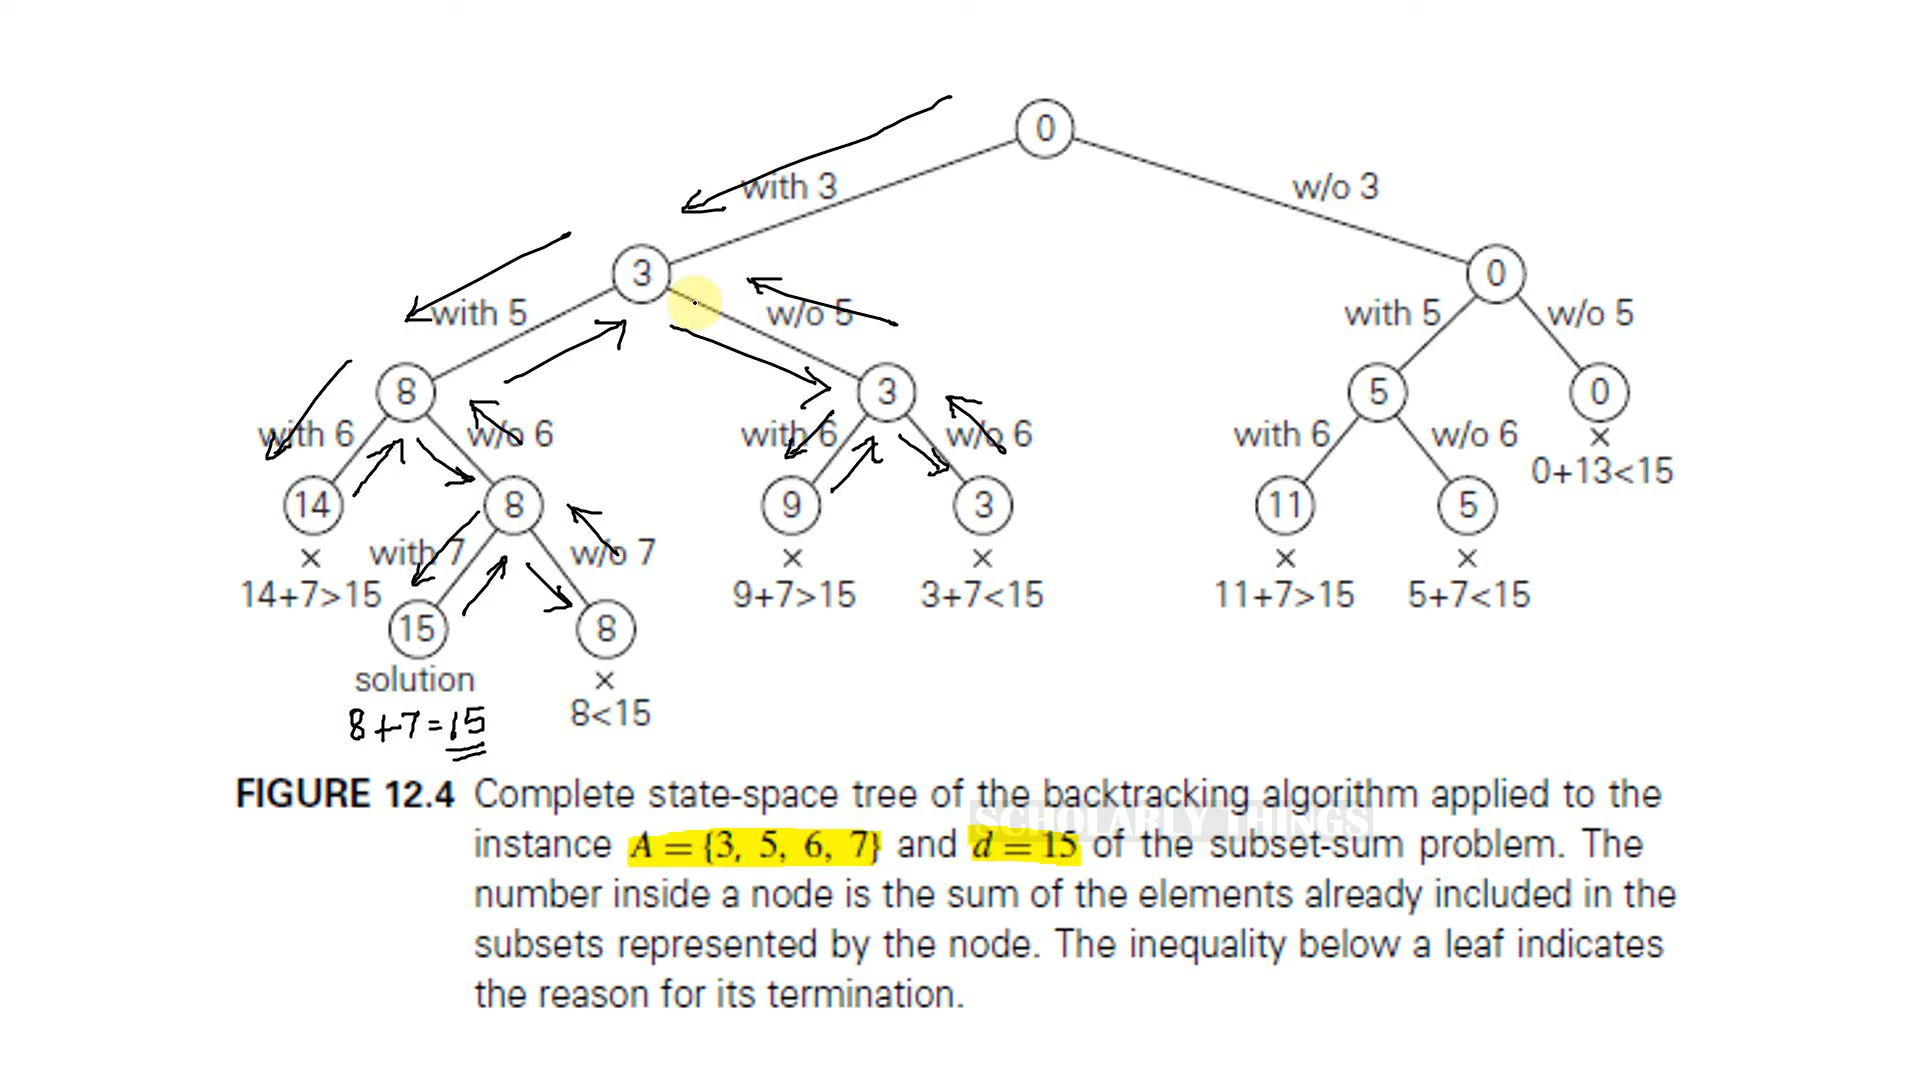 0
with 3
w/o 3
3
0
with 5
w/o 5
with 5
w/o 5
8
3
5
0
with 6
w/o 6
with 6
w/o 6
with 6
w/o 6
×
0+13<15
14
8
9
3
11
5
×
with 7
w/o 7
×
×
×
×
14+7>15
9+7>15
3+7<15
11+7>15
5+7<15
15
8
solution
×
8+7=15
8<15
FIGURE 12.4 Complete state-space tree of the backtracking algorithm applied to the
SCHOLARLY THINGS
instance A = {3, 5, 6, 7} and d = 15 of the subset-sum problem. The
number inside a node is the sum of the elements already included in the
subsets represented by the node. The inequality below a leaf indicates
the reason for its termination.